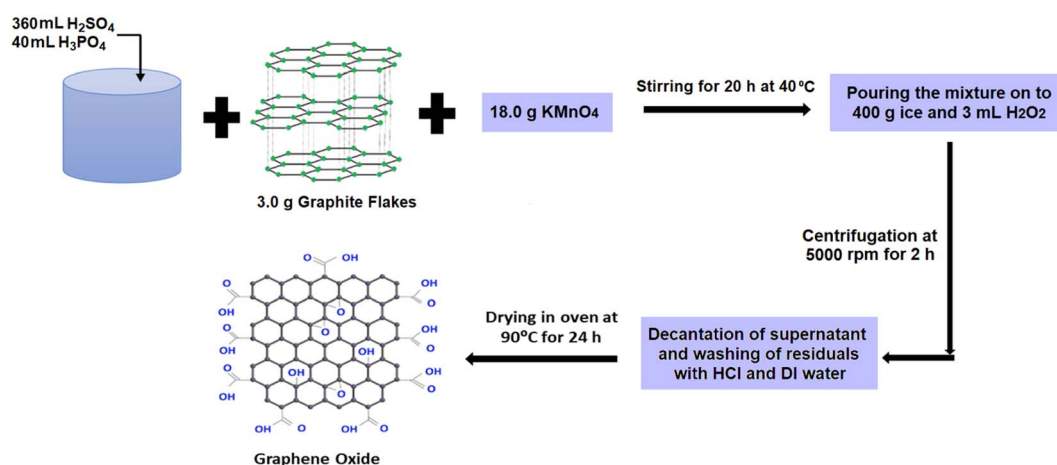 360mL H₂SO₄
40mL H₃PO₄
3.0 g Graphite Flakes
18.0 g KMnO₄
Stirring for 20 h at 40 ºC
Pouring the mixture on to
400 g ice and 3 mL H₂O₂
Centrifugation at
5000 rpm for 2 h
Decantation of supernatant
and washing of residuals
with HCl and DI water
Drying in oven at
90ºC for 24 h
O OH
O OH
OH O
O OH
O
O
O OH
OH O
OH
O OH
OH
OH O O
OH O OH O
Graphene Oxide